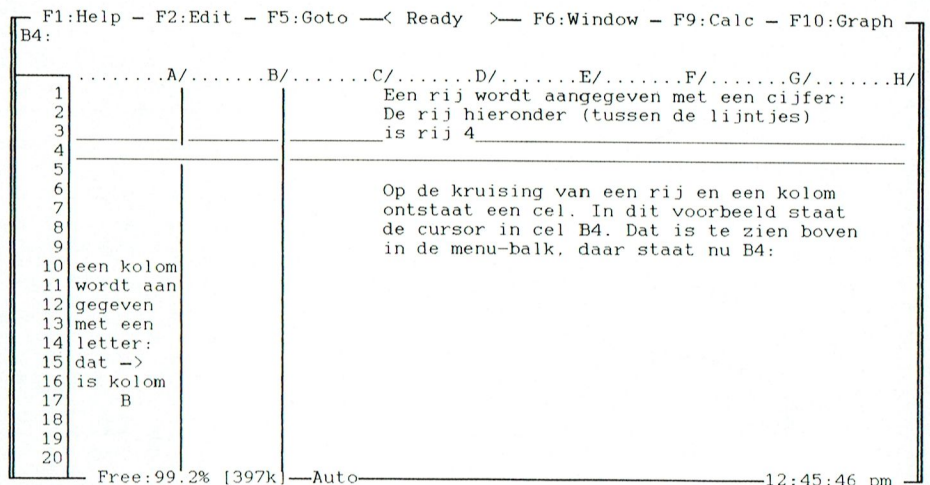 F1:Help — F2:Edit — F5:Goto —< Ready >— F6:Window — F9:Calc — F10:Graph
B4:
........A/.......B/.......C/.......D/.......E/.......F/.......G/.......H/
1 Een rij wordt aangegeven met een cijfer:
2 De rij hieronder (tussen de lijntjes)
3 is rij 4
4
5
6 Op de kruising van een rij en een kolom
7 ontstaat een cel. In dit voorbeeld staat
8 de cursor in cel B4. Dat is te zien boven
9 in de menu-balk, daar staat nu B4:
10 een kolom
11 wordt aan
12 gegeven
13 met een
14 letter:
15 dat —>
16 is kolom
17 B
18
19
20
Free:99.2% [397k]—Auto 12:45:46 pm